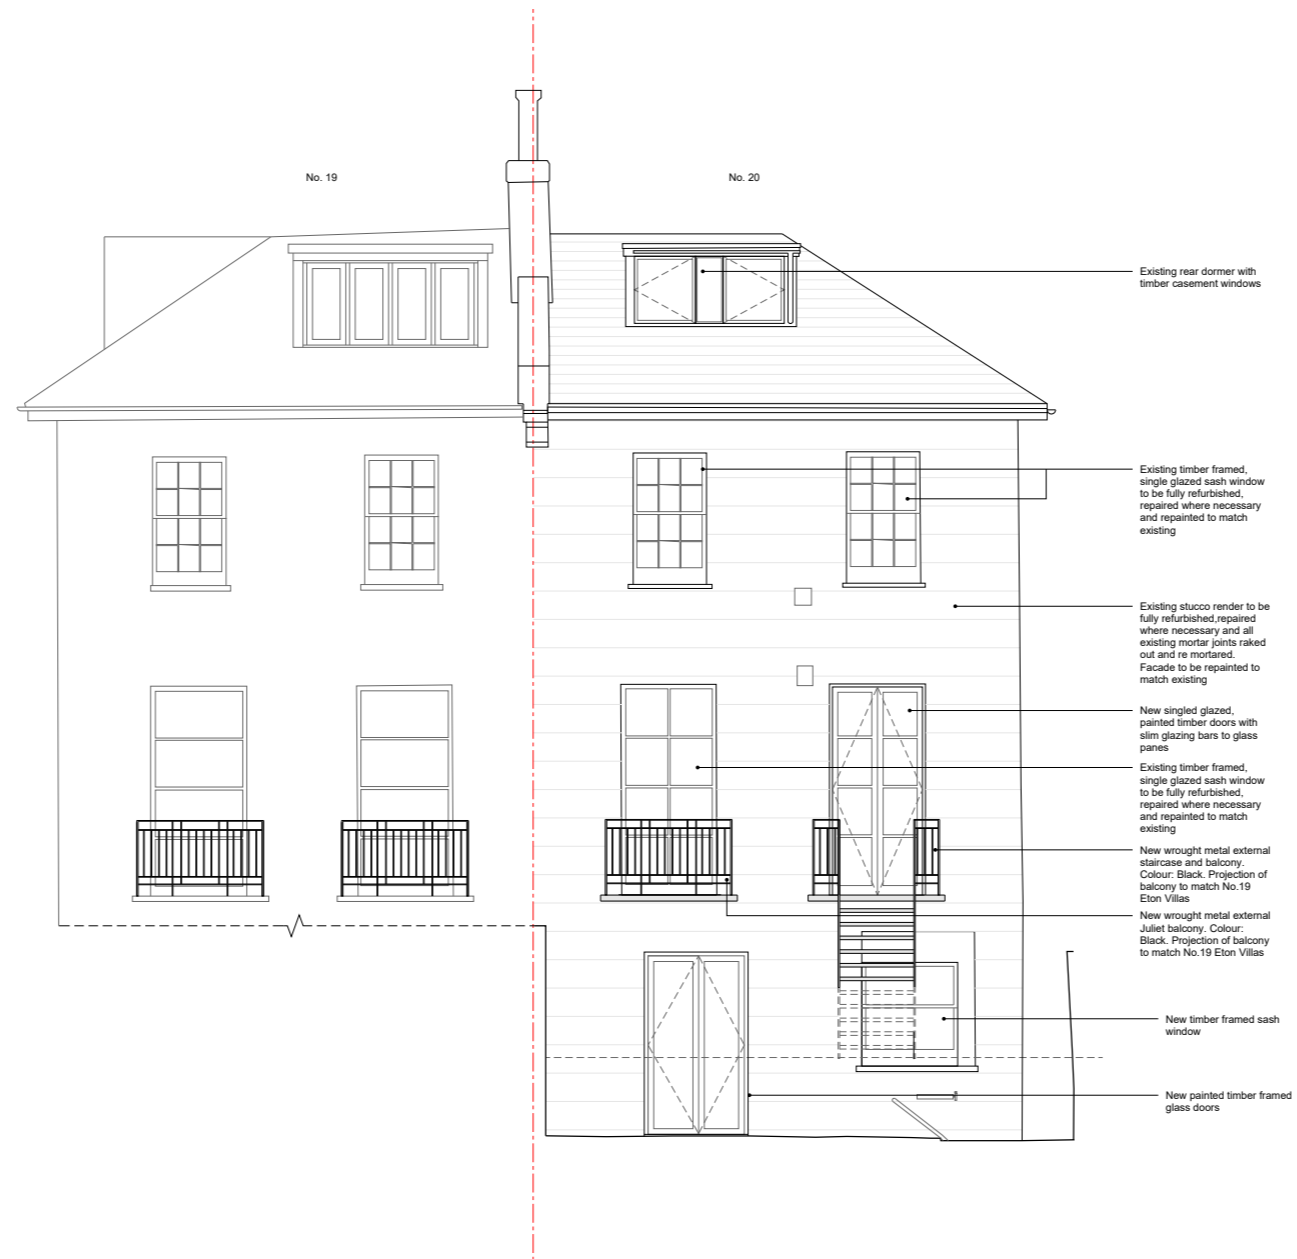 No. 19
No. 20
Existing rear dormer with
timber casement windows
Existing timber framed,
single glazed sash window
to be fully refurbished,
repaired where necessary
and repainted to match
existing
Existing stucco render to be
fully refurbished,repaired
where necessary and all
existing mortar joints raked
out and re mortared.
Facade to be repainted to
match existing
New singled glazed,
painted timber doors with
slim glazing bars to glass
panes
Existing timber framed,
single glazed sash window
to be fully refurbished,
repaired where necessary
and repainted to match
existing
New wrought metal external
staircase and balcony.
Colour: Black. Projection of
balcony to match No.19
Eton Villas
New wrought metal external
Juliet balcony. Colour:
Black. Projection of balcony
to match No.19 Eton Villas
New timber framed sash
window
New painted timber framed
glass doors